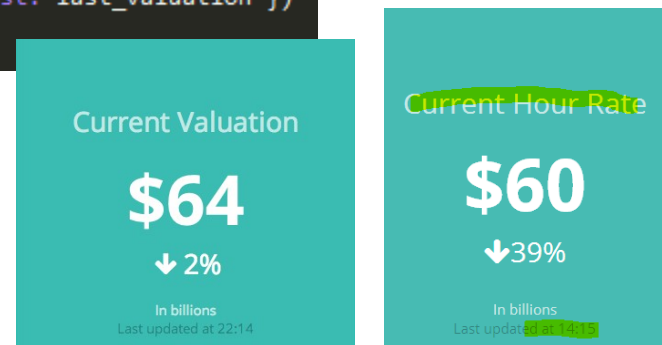 st: last_valuation })
Current Valuation
$64
2%
In billions
Last updated at 22:14
Current Hour Rate
$60
39%
In billions
Last updated at 14:15